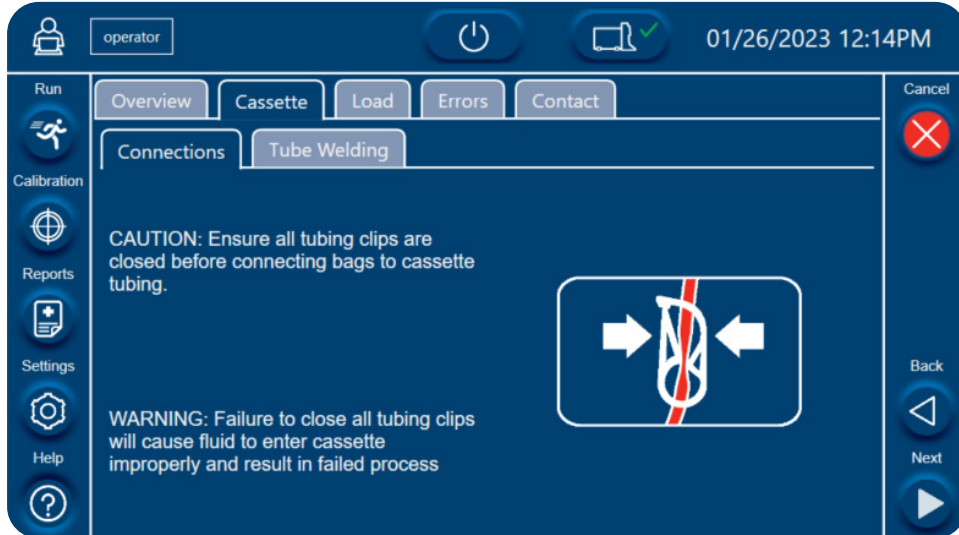 operator
01/26/2023 12:14PM
Run
Calibration
Reports
Settings
Help
Overview
Cassette
Load
Errors
Contact
Connections
Tube Welding
CAUTION: Ensure all tubing clips are
closed before connecting bags to cassette
tubing.
WARNING: Failure to close all tubing clips
will cause fluid to enter cassette
improperly and result in failed process
Cancel
Back
Next